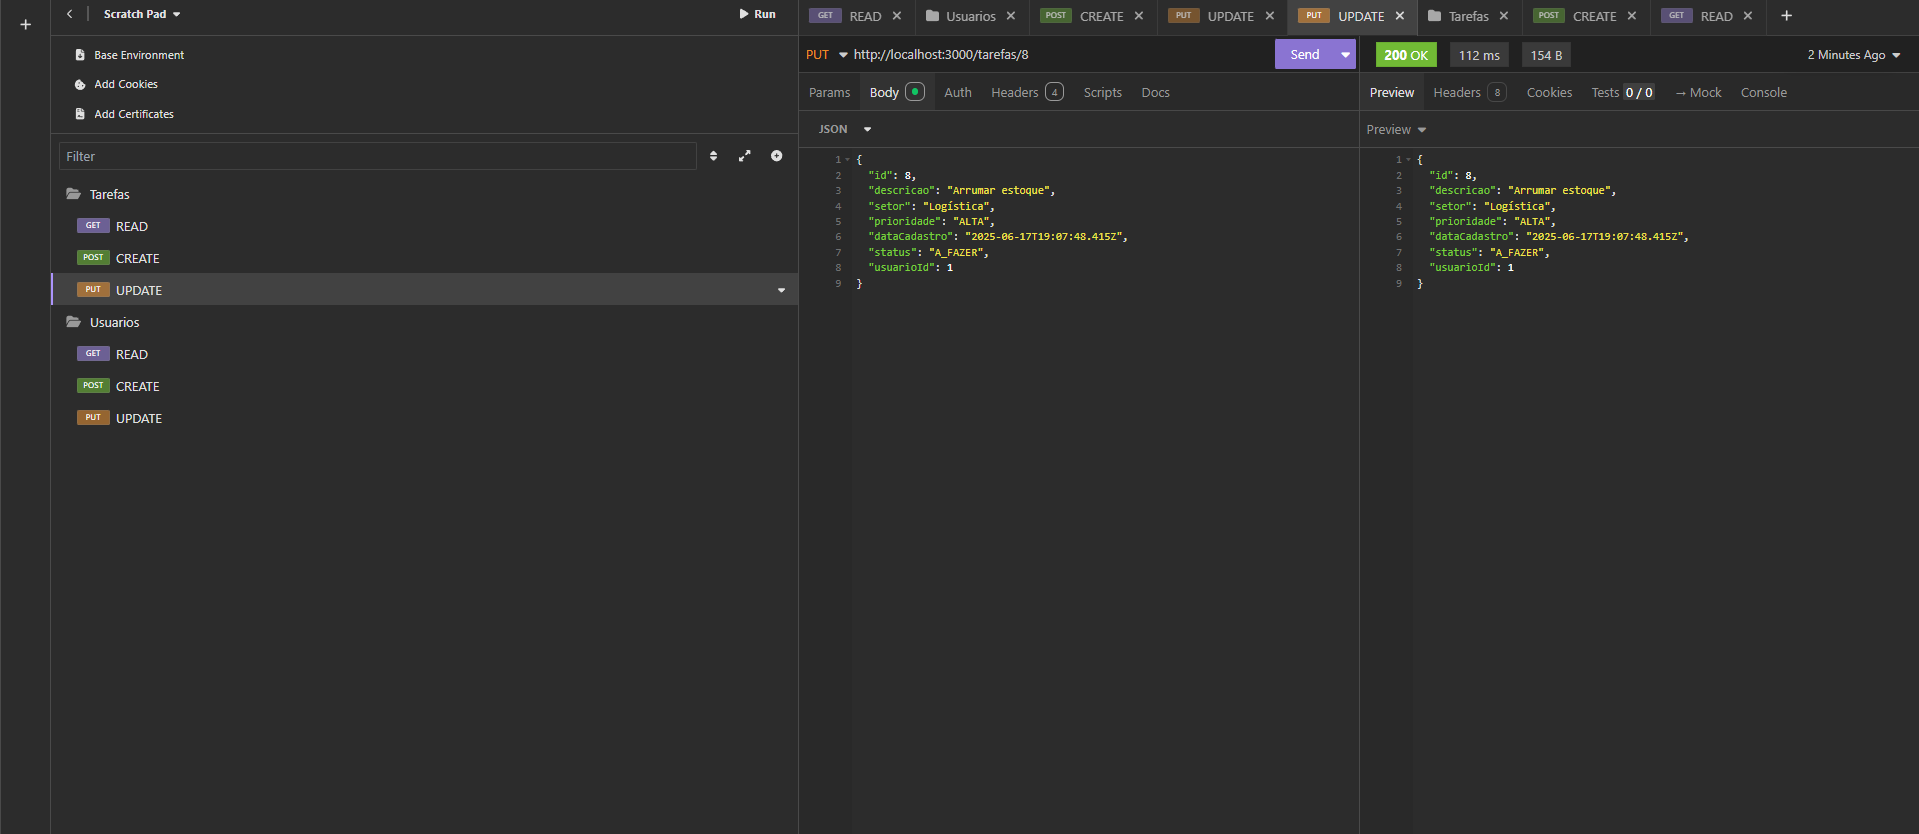 Scratch Pad
Run
Base Environment
Add Cookies
Add Certificates
Filter
Tarefas
GET READ
POST CREATE
PUT UPDATE
Usuarios
GET READ
POST CREATE
PUT UPDATE
GET READ
Usuarios
POST CREATE
PUT UPDATE
PUT UPDATE
Tarefas
POST CREATE
GET READ
PUT http://localhost:3000/tarefas/8
Send
Params Body Auth Headers 4 Scripts Docs
JSON
1 {
2 "id": 8,
3 "descricao": "Arrumar estoque",
4 "setor": "Logística",
5 "prioridade": "ALTA",
6 "dataCadastro": "2025-06-17T19:07:48.415Z",
7 "status": "A_FAZER",
8 "usuarioId": 1
9 }
200 OK 112 ms 154 B 2 Minutes Ago
Preview Headers 8 Cookies Tests 0 / 0 → Mock Console
Preview
1 {
2 "id": 8,
3 "descricao": "Arrumar estoque",
4 "setor": "Logística",
5 "prioridade": "ALTA",
6 "dataCadastro": "2025-06-17T19:07:48.415Z",
7 "status": "A_FAZER",
8 "usuarioId": 1
9 }